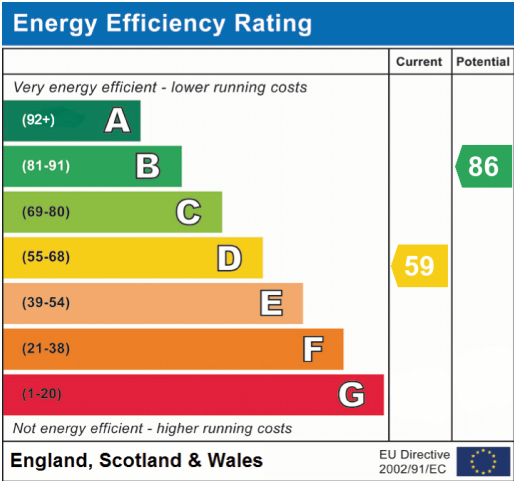 Energy Efficiency Rating
Current Potential
Very energy efficient - lower running costs
(92+) A
(81-91) B
86
(69-80) C
(55-68) D
59
(39-54) E
(21-38) F
(1-20) G
Not energy efficient - higher running costs
England, Scotland & Wales
EU Directive
2002/91/EC